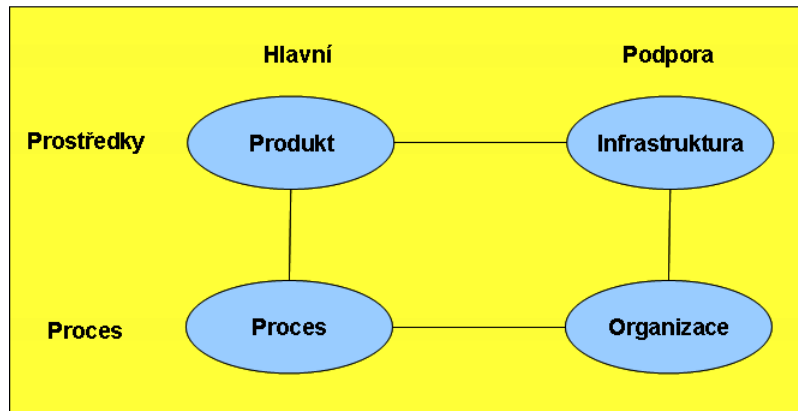 Hlavní Podpora
Prostředky Produkt Infrastruktura
Proces Proces Organizace